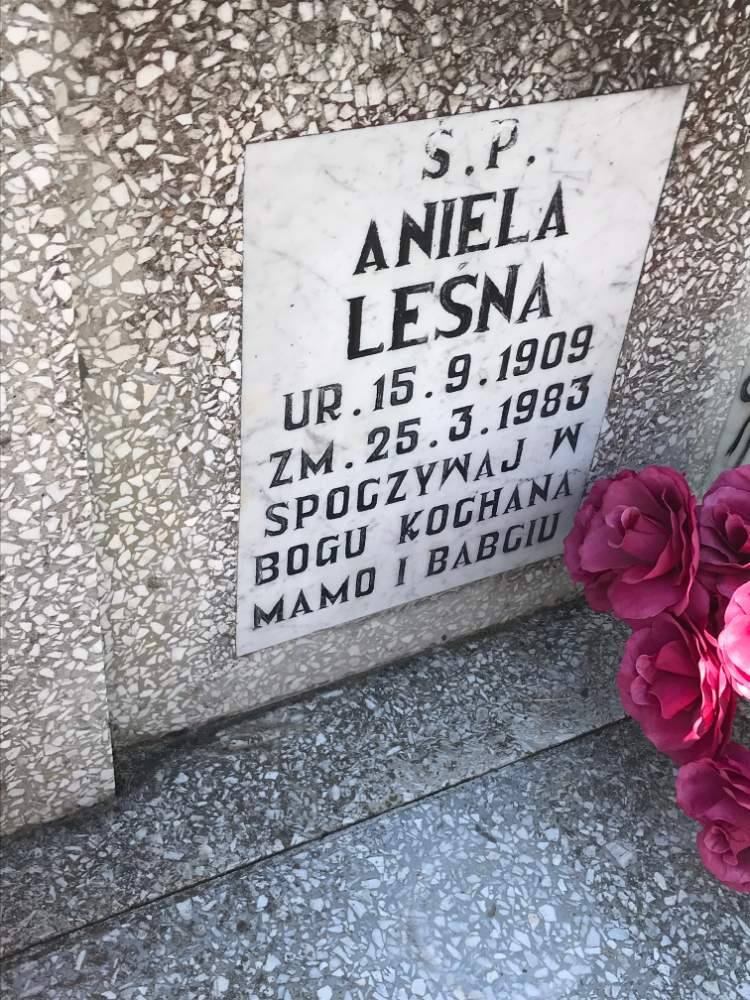 Ś.P.
ANIELA
LEŚNA
UR. 15.9.1909
ZM. 25.3.1983
SPOCZYWAJ W
BOGU KOCHANA
MAMO I BABCIU